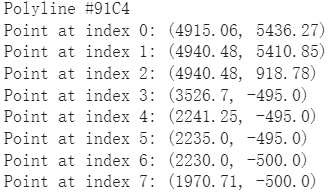 Polyline #91C4
Point at index 0: (4915.06, 5436.27)
Point at index 1: (4940.48, 5410.85)
Point at index 2: (4940.48, 918.78)
Point at index 3: (3526.7, -495.0)
Point at index 4: (2241.25, -495.0)
Point at index 5: (2235.0, -495.0)
Point at index 6: (2230.0, -500.0)
Point at index 7: (1970.71, -500.0)